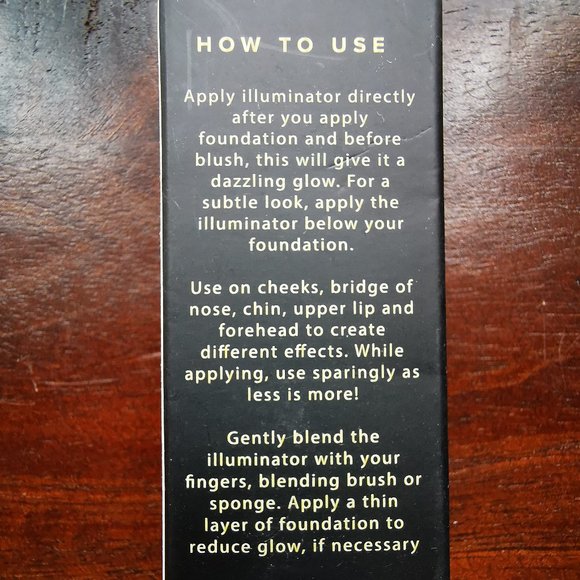 HOW TO USE
Apply illuminator directly
after you apply
foundation and before
blush, this will give it a
dazzling glow. For a
subtle look, apply the
illuminator below your
foundation.
Use on cheeks, bridge of
nose, chin, upper lip and
forehead to create
different effects. While
applying, use sparingly as
less is more!
Gently blend the
illuminator with your
fingers, blending brush or
sponge. Apply a thin
layer of foundation to
reduce glow, if necessary